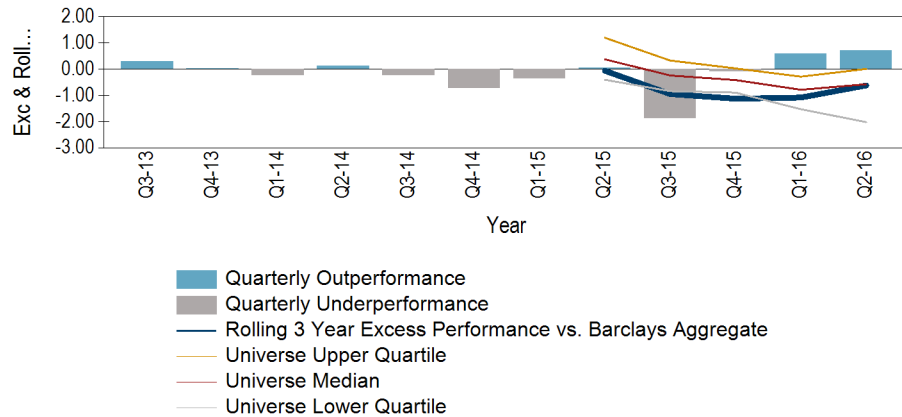 2.00
1.00
0.00
-1.00
-2.00
-3.00
Exc & Roll...
Q3-13
Q4-13
Q1-14
Q2-14
Q3-14
Q4-14
Q1-15
Q2-15
Q3-15
Q4-15
Q1-16
Q2-16
Year
Quarterly Outperformance
Quarterly Underperformance
Rolling 3 Year Excess Performance vs. Barclays Aggregate
Universe Upper Quartile
Universe Median
Universe Lower Quartile